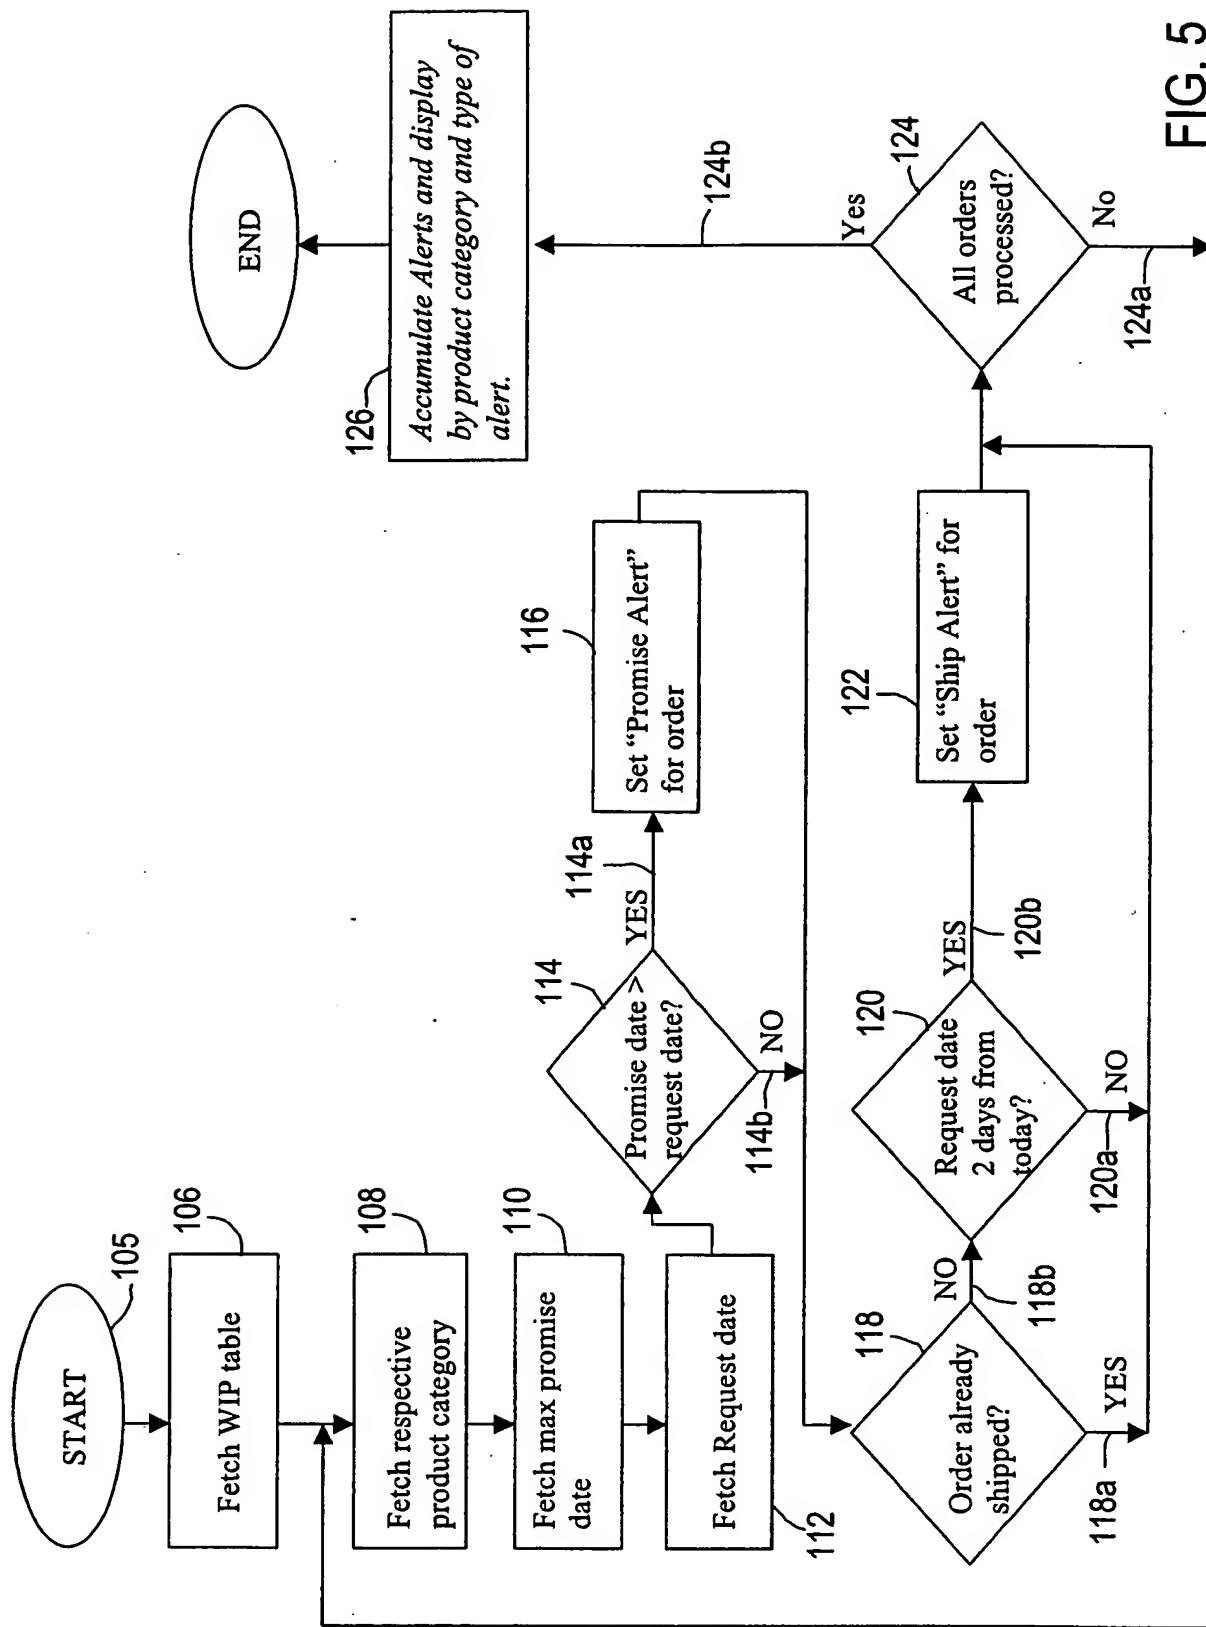 START
105
Fetch WIP table
106
Fetch respective
product category
108
Fetch max promise
date
110
Fetch Request date
112
Promise date >
request date?
114
YES
114a
NO
114b
Set “Promise Alert”
for order
116
Order already
shipped?
118
YES
118a
NO
118b
Request date
2 days from
today?
120
NO
120a
YES
120b
Set “Ship Alert” for
order
122
All orders
processed?
124
No
124a
Yes
124b
Accumulate Alerts and display
by product category and type of
alert.
126
END
FIG. 5